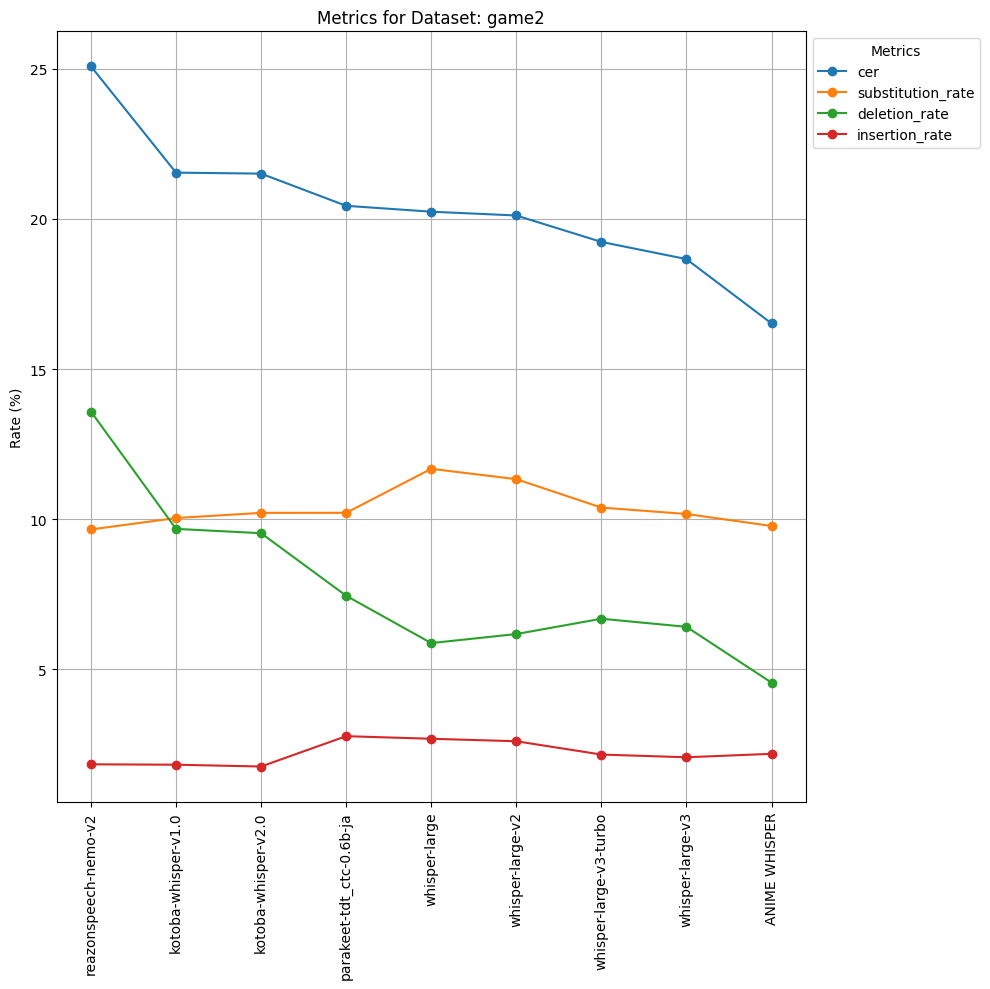 Metrics for Dataset: game2
Metrics
cer
substitution_rate
deletion_rate
insertion_rate
Rate (%)
25
20
15
10
5
reazonspeech-nemo-v2
kotoba-whisper-v1.0
kotoba-whisper-v2.0
parakeet-tdt_ctc-0.6b-ja
whisper-large
whisper-large-v2
whisper-large-v3-turbo
whisper-large-v3
ANIME WHISPER